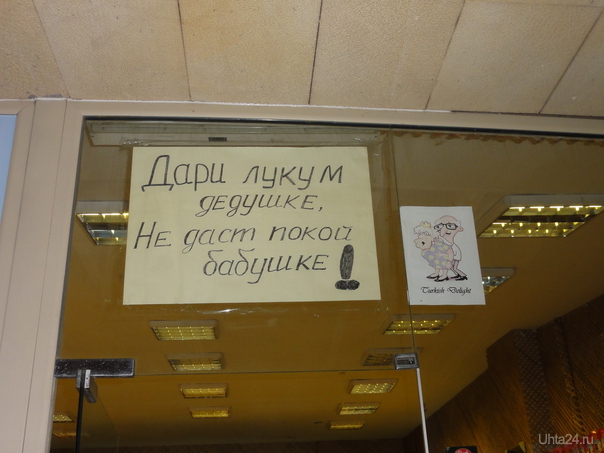 Дари лукум
дедушке,
Не даст покой
бабушке!
Turkish Delight
Uhta24.ru